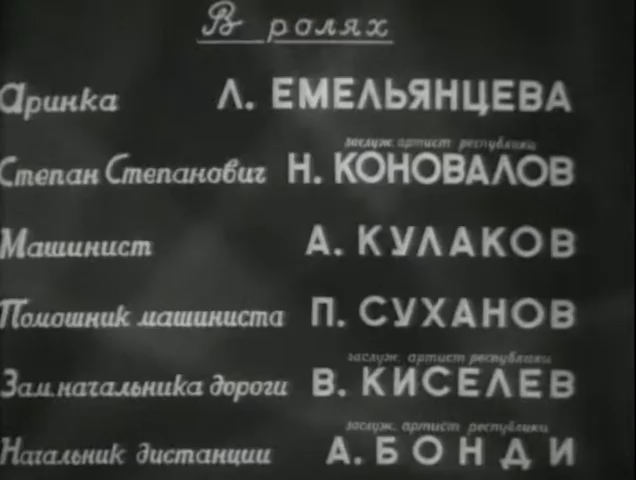 В ролях
Аринка Л. ЕМЕЛЬЯНЦЕВА
заслуж. артист республики
Степан Степанович Н. КОНОВАЛОВ
Машинист А. КУЛАКОВ
Помошник машиниста П. СУХАНОВ
заслуж. артист республики
Зам. начальника дороги В. КИСЕЛЕВ
заслуж. артист республики
Начальник дистанции А. БОНДИ